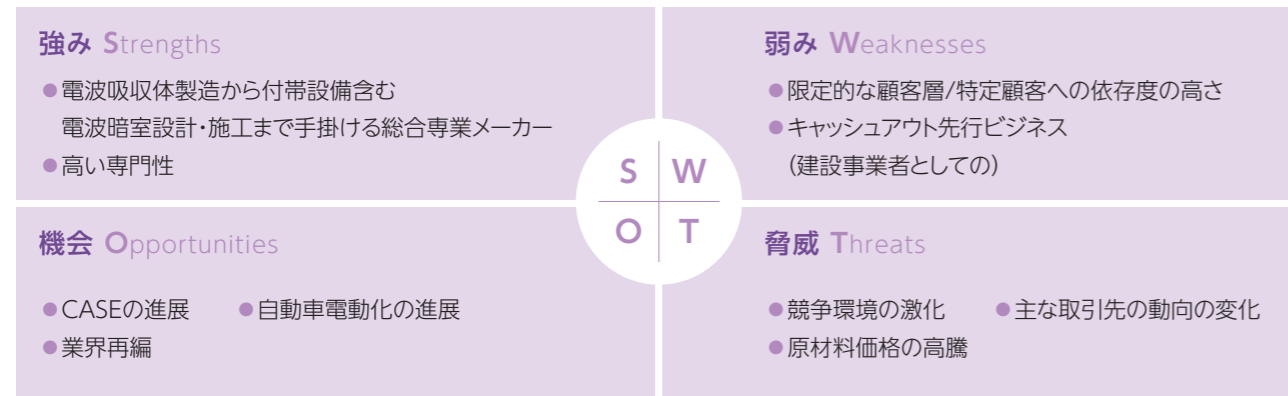 強み Strengths
●電波吸収体製造から付帯設備含む
電波暗室設計・施工まで手掛ける総合専業メーカー
●高い専門性
弱み Weaknesses
●限定的な顧客層/特定顧客への依存度の高さ
●キャッシュアウト先行ビジネス
(建設事業者としての)
S W
O T
機会 Opportunities
●CASEの進展 ●自動車電動化の進展
●業界再編
脅威 Threats
●競争環境の激化 ●主な取引先の動向の変化
●原材料価格の高騰